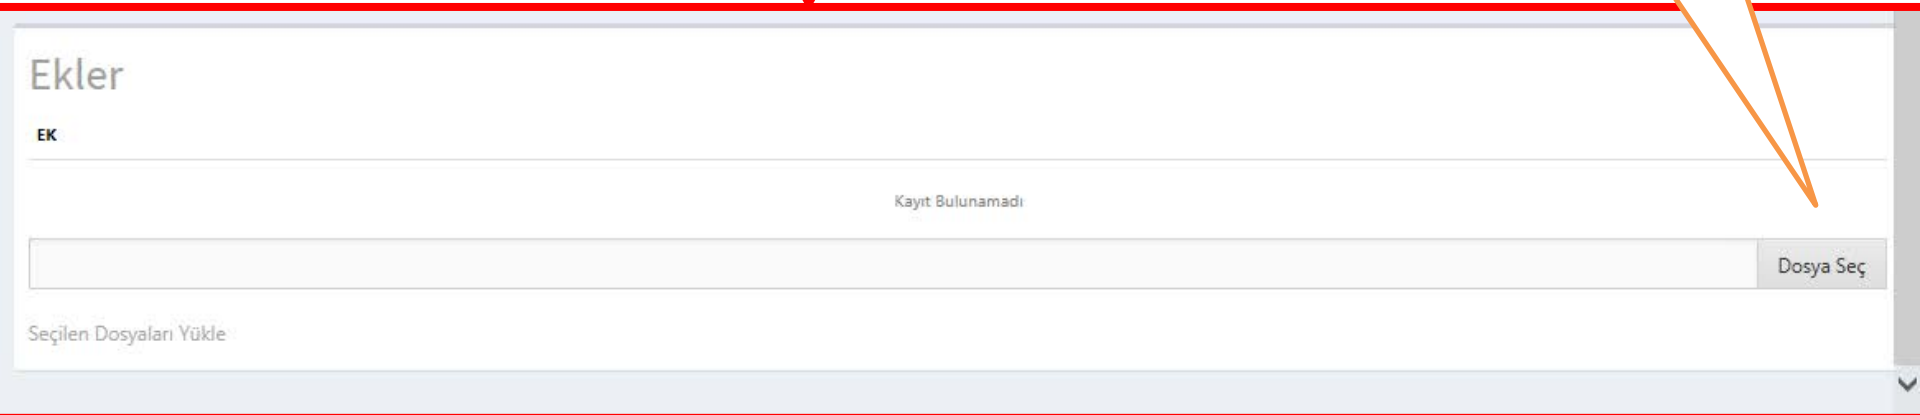 Ekler
EK
Kayıt Bulunamadı
Dosya Seç
Seçilen Dosyaları Yükle